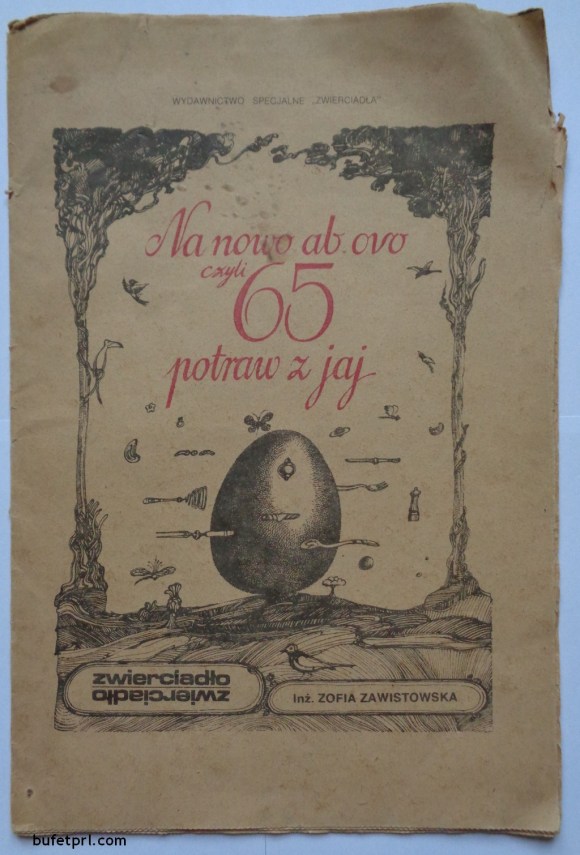 WYDAWNICTWO SPECJALNE „ZWIERCIADŁA”
Na nowo ab ovo
czyli
65
potraw z jaj
zwierciadło
zwierciadło
Inż. ZOFIA ZAWISTOWSKA
bufetprl.com